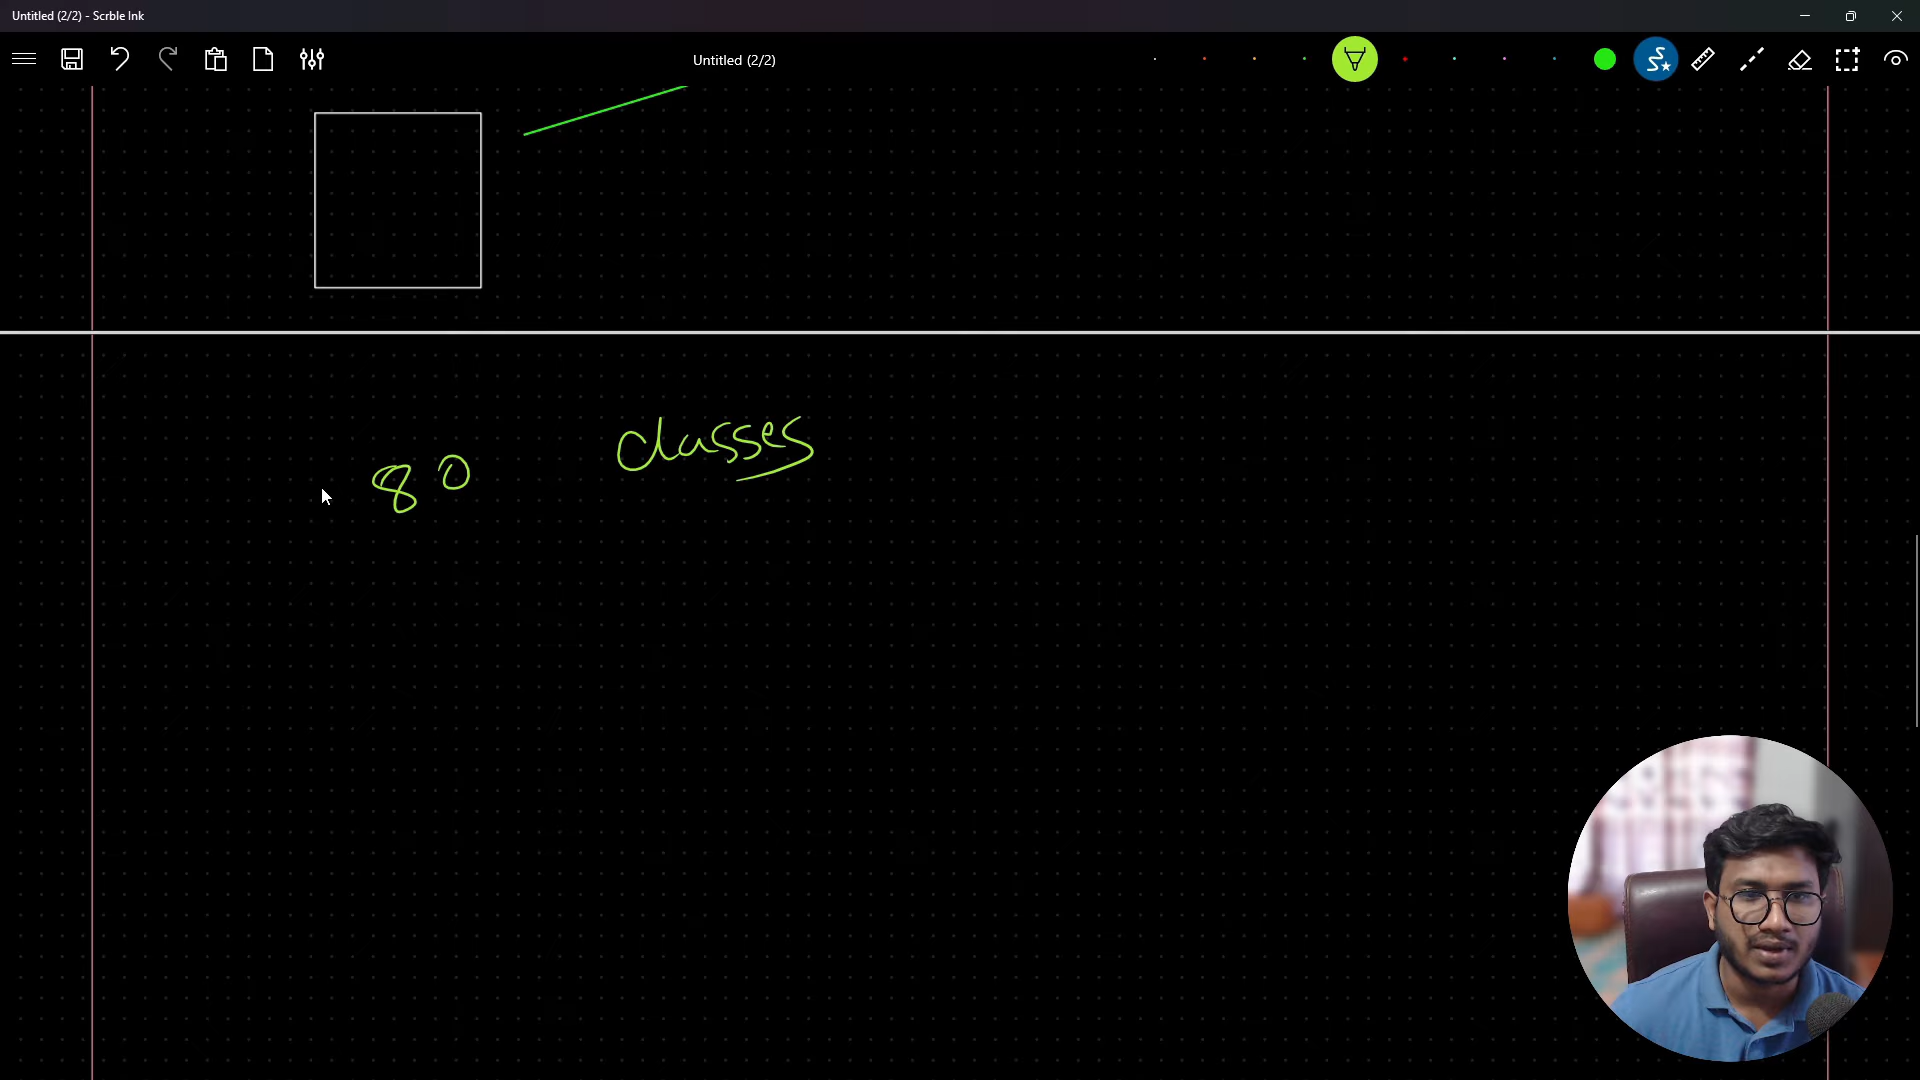 Untitled (2/2) - Scrble Ink
Untitled (2/2)
80 classes